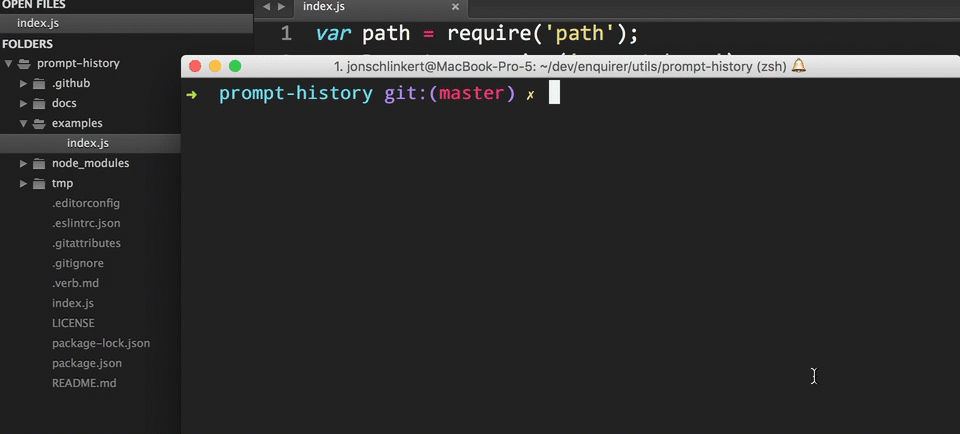 OPEN FILES
index.js
FOLDERS
prompt-history
.github
docs
examples
index.js
node_modules
tmp
.editorconfig
.eslintrc.json
.gitattributes
.gitignore
.verb.md
index.js
LICENSE
package-lock.json
package.json
README.md
index.js ×
1 var path = require('path');
1. jonschlinkert@MacBook-Pro-5: ~/dev/enquirer/utils/prompt-history (zsh)
➜ prompt-history git:(master) ✗